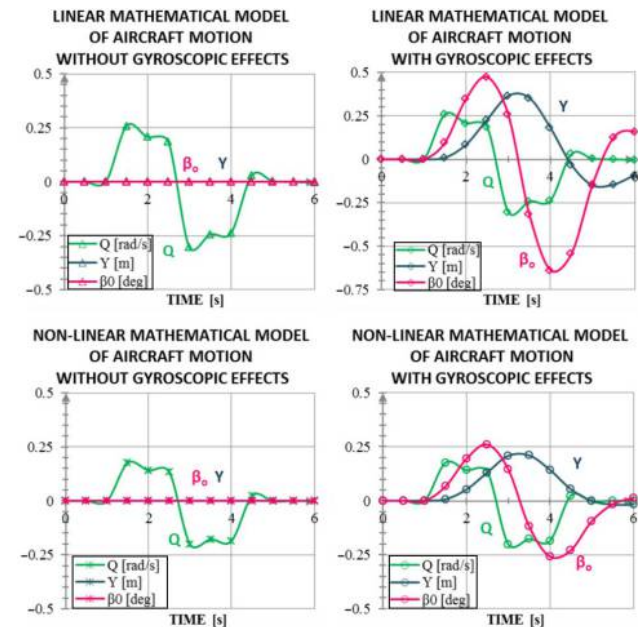 LINEAR MATHEMATICAL MODEL
OF AIRCRAFT MOTION
WITHOUT GYROSCOPIC EFFECTS
0.5
0.25
0
−0.25
−0.5
0 2 4 6
βₒ Y
Q
Q [rad/s]
Y [m]
β0 [deg]
TIME [s]
LINEAR MATHEMATICAL MODEL
OF AIRCRAFT MOTION
WITH GYROSCOPIC EFFECTS
0.5
0.25
0
−0.25
−0.5
−0.75
0 2 4 6
Y
Q
βₒ
Q [rad/s]
Y [m]
β0 [deg]
TIME [s]
NON-LINEAR MATHEMATICAL MODEL
OF AIRCRAFT MOTION
WITHOUT GYROSCOPIC EFFECTS
0.5
0.25
0
−0.25
−0.5
0 2 4 6
βₒ Y
Q
Q [rad/s]
Y [m]
β0 [deg]
TIME [s]
NON-LINEAR MATHEMATICAL MODEL
OF AIRCRAFT MOTION
WITH GYROSCOPIC EFFECTS
0.5
0.25
0
−0.25
−0.5
0 2 4 6
Y
Q
βₒ
Q [rad/s]
Y [m]
β0 [deg]
TIME [s]